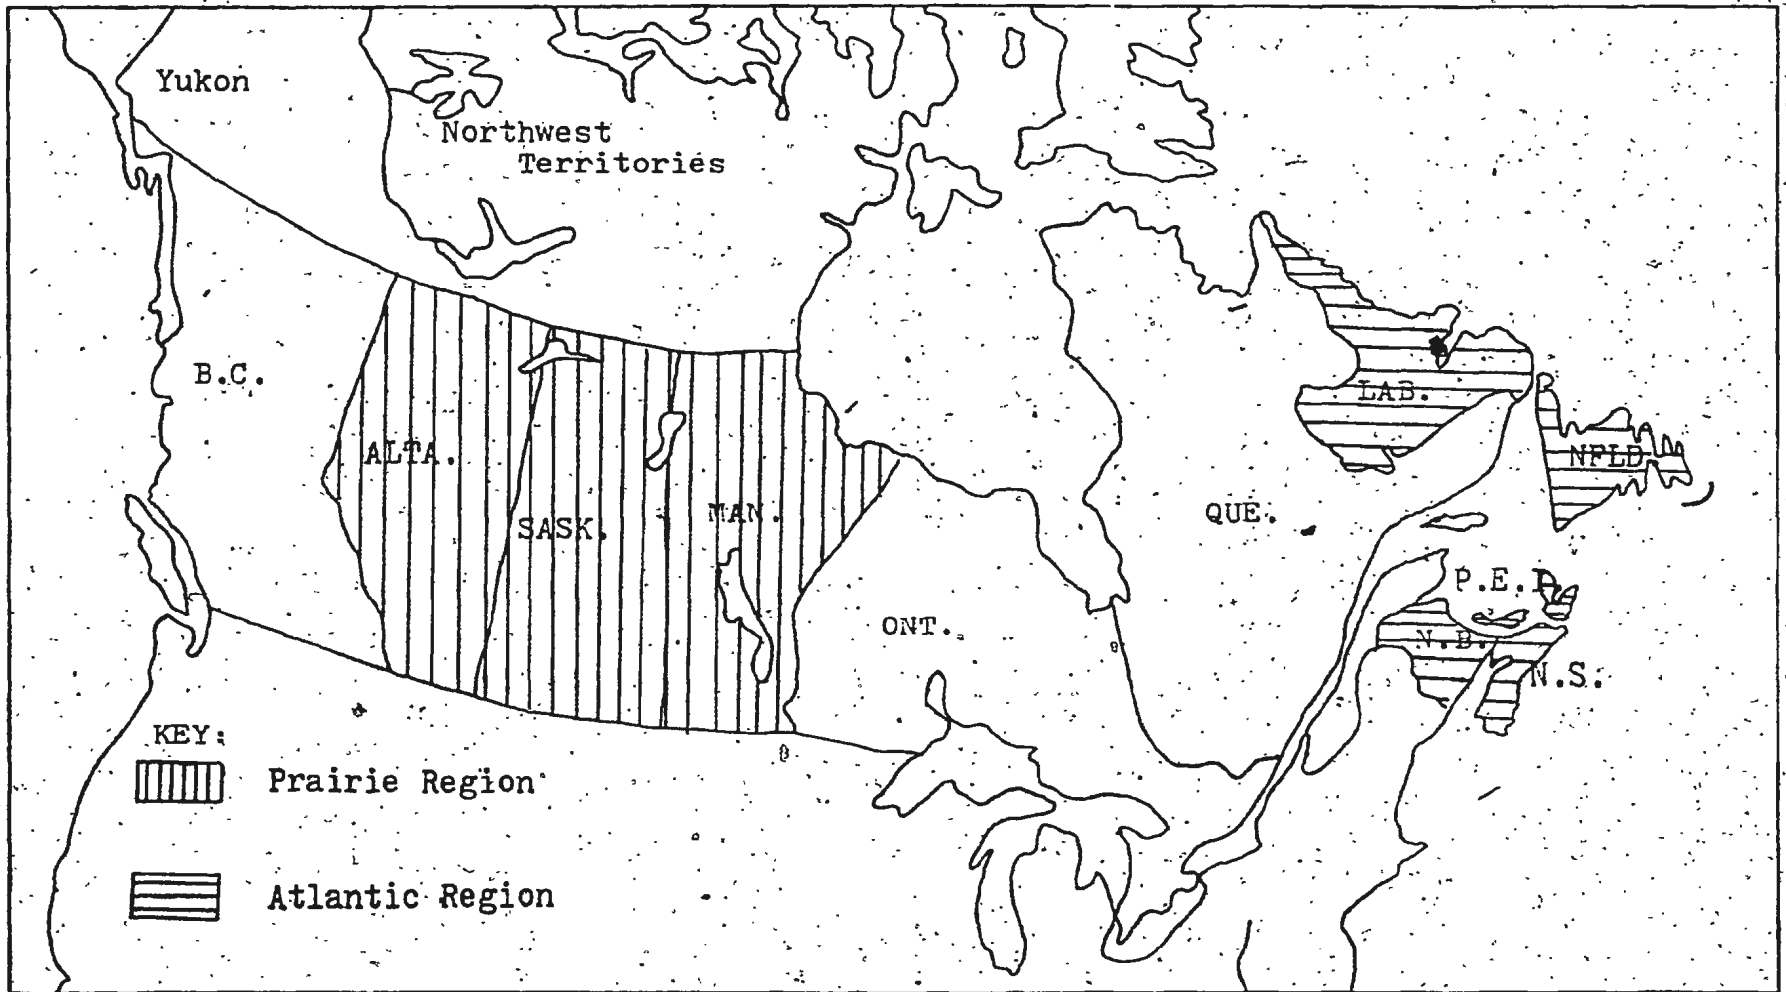 Yukon
Northwest
Territories
B.C.
ALTA.
SASK.
MAN.
ONT.
QUE.
LAB.
NFLD
P.E.I
N.B.
N.S.
KEY:
Prairie Region
Atlantic Region